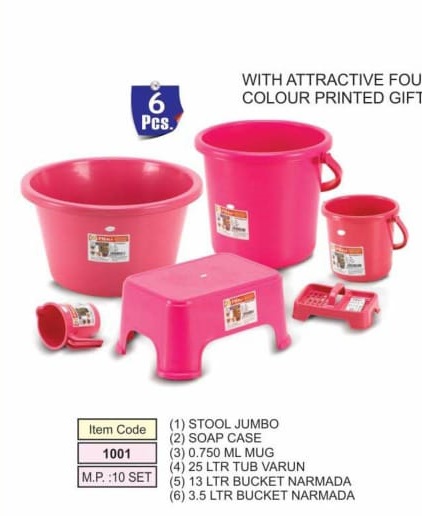 WITH ATTRACTIVE FOU
COLOUR PRINTED GIFT
6
Pcs.
Item Code
1001
M.P. :10 SET
(1) STOOL JUMBO
(2) SOAP CASE
(3) 0.750 ML MUG
(4) 25 LTR TUB VARUN
(5) 13 LTR BUCKET NARMADA
(6) 3.5 LTR BUCKET NARMADA